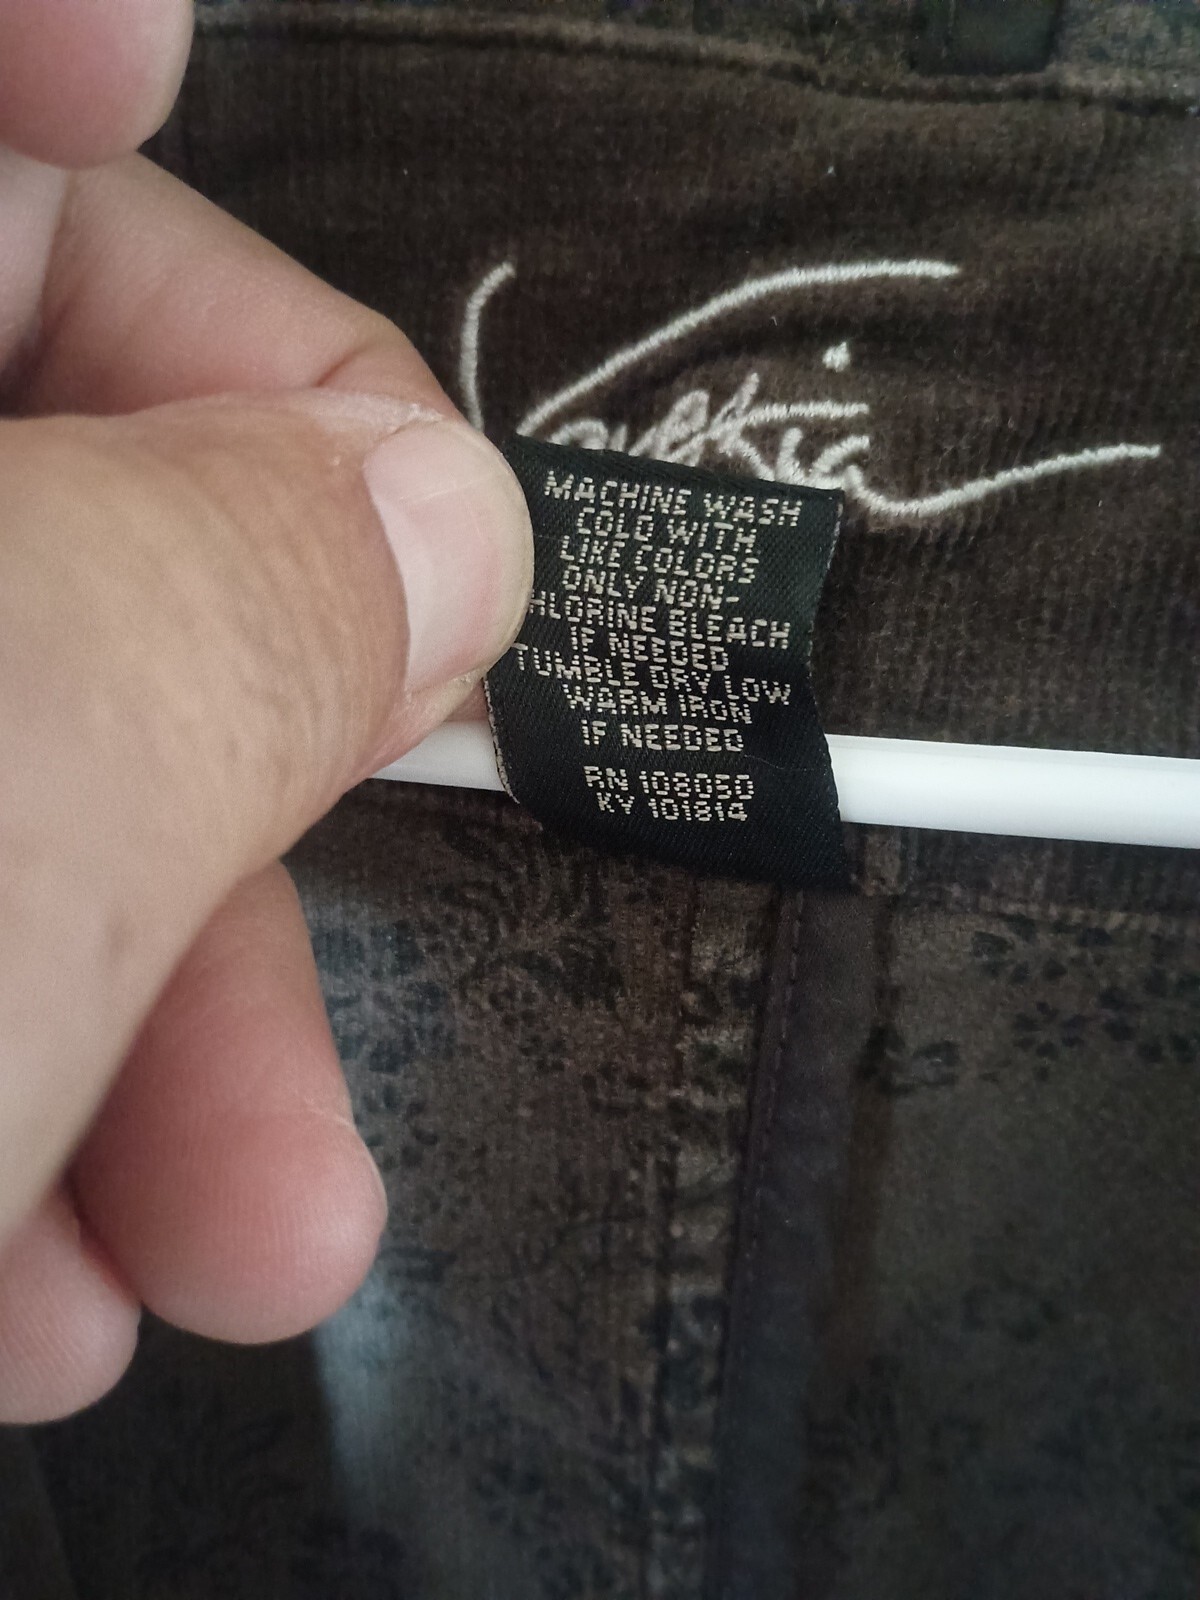 MACHINE WASH
COLD WITH
LIKE COLORS
ONLY NON-
HLORINE BLEACH
IF NEEDED
TUMBLE DRY LOW
WARM IRON
IF NEEDED
RN 108050
KY 101814